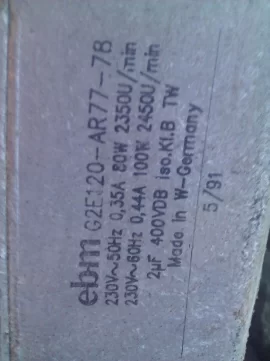 ebm G2E120-AR77-78
230V~50Hz 0,35A 80W 2350U/min
230V~60Hz 0,44A 100W 2450U/min
2µF 400VDB iso.Kl.B TW
Made in W-Germany
5/91